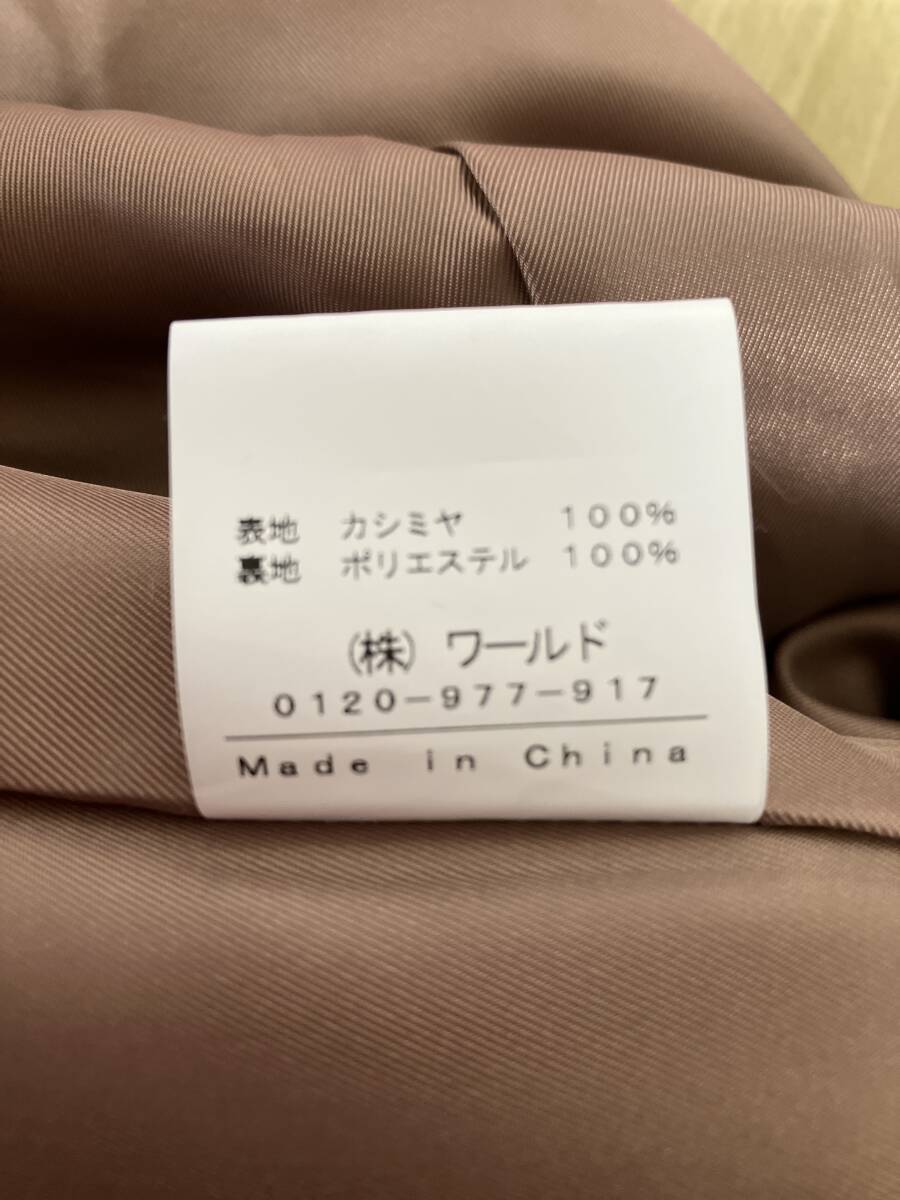 表地 カシミヤ 100%
裏地 ポリエステル 100%
(株) ワールド
0120-977-917
Made in China